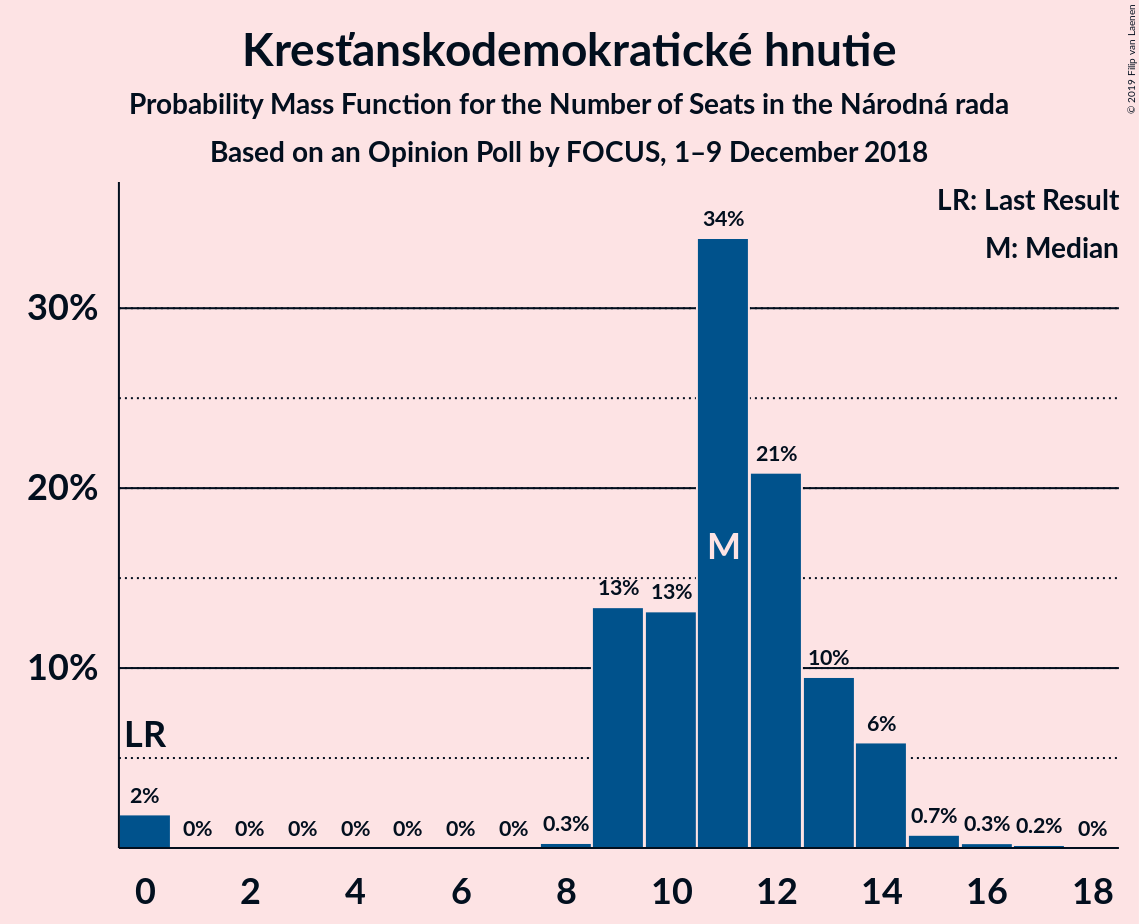 Kresťanskodemokratické hnutie
Probability Mass Function for the Number of Seats in the Národná rada
Based on an Opinion Poll by FOCUS, 1–9 December 2018
© 2019 Filip van Laenen
LR: Last Result
M: Median
30%
20%
10%
LR
M
2%
0%
0%
0%
0%
0%
0%
0%
0.3%
13%
13%
34%
21%
10%
6%
0.7%
0.3%
0.2%
0%
0 2 4 6 8 10 12 14 16 18